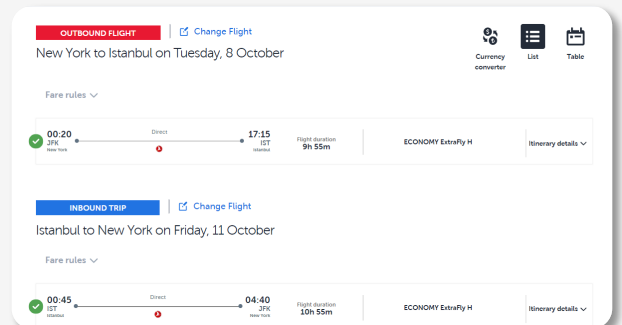 OUTBOUND FLIGHT Change Flight
New York to Istanbul on Tuesday, 8 October
Currency converter List Table
Fare rules
00:20 Direct 17:15
JFK IST
New York Istanbul
Flight duration
9h 55m
ECONOMY ExtraFly H
Itinerary details
INBOUND TRIP Change Flight
Istanbul to New York on Friday, 11 October
Fare rules
00:45 Direct 04:40
IST JFK
Istanbul New York
Flight duration
10h 55m
ECONOMY ExtraFly H
Itinerary details